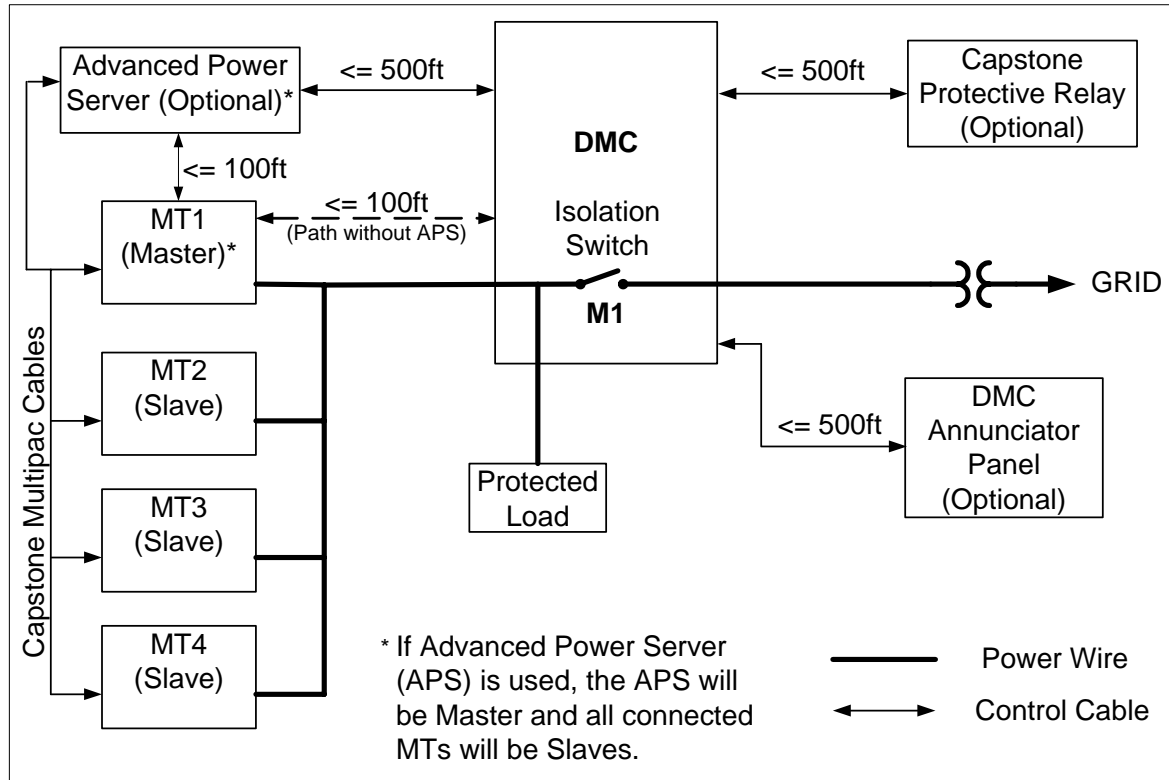 Advanced Power
Server (Optional)*
<= 500ft
<= 500ft
Capstone
Protective Relay
(Optional)
<= 100ft
DMC
MT1
(Master)*
<= 100ft
(Path without APS)
Isolation
Switch
M1
GRID
Capstone Multipac Cables
MT2
(Slave)
<= 500ft
DMC
Annunciator
Panel
(Optional)
Protected
Load
MT3
(Slave)
MT4
(Slave)
* If Advanced Power Server
(APS) is used, the APS will
be Master and all connected
MTs will be Slaves.
Power Wire
Control Cable